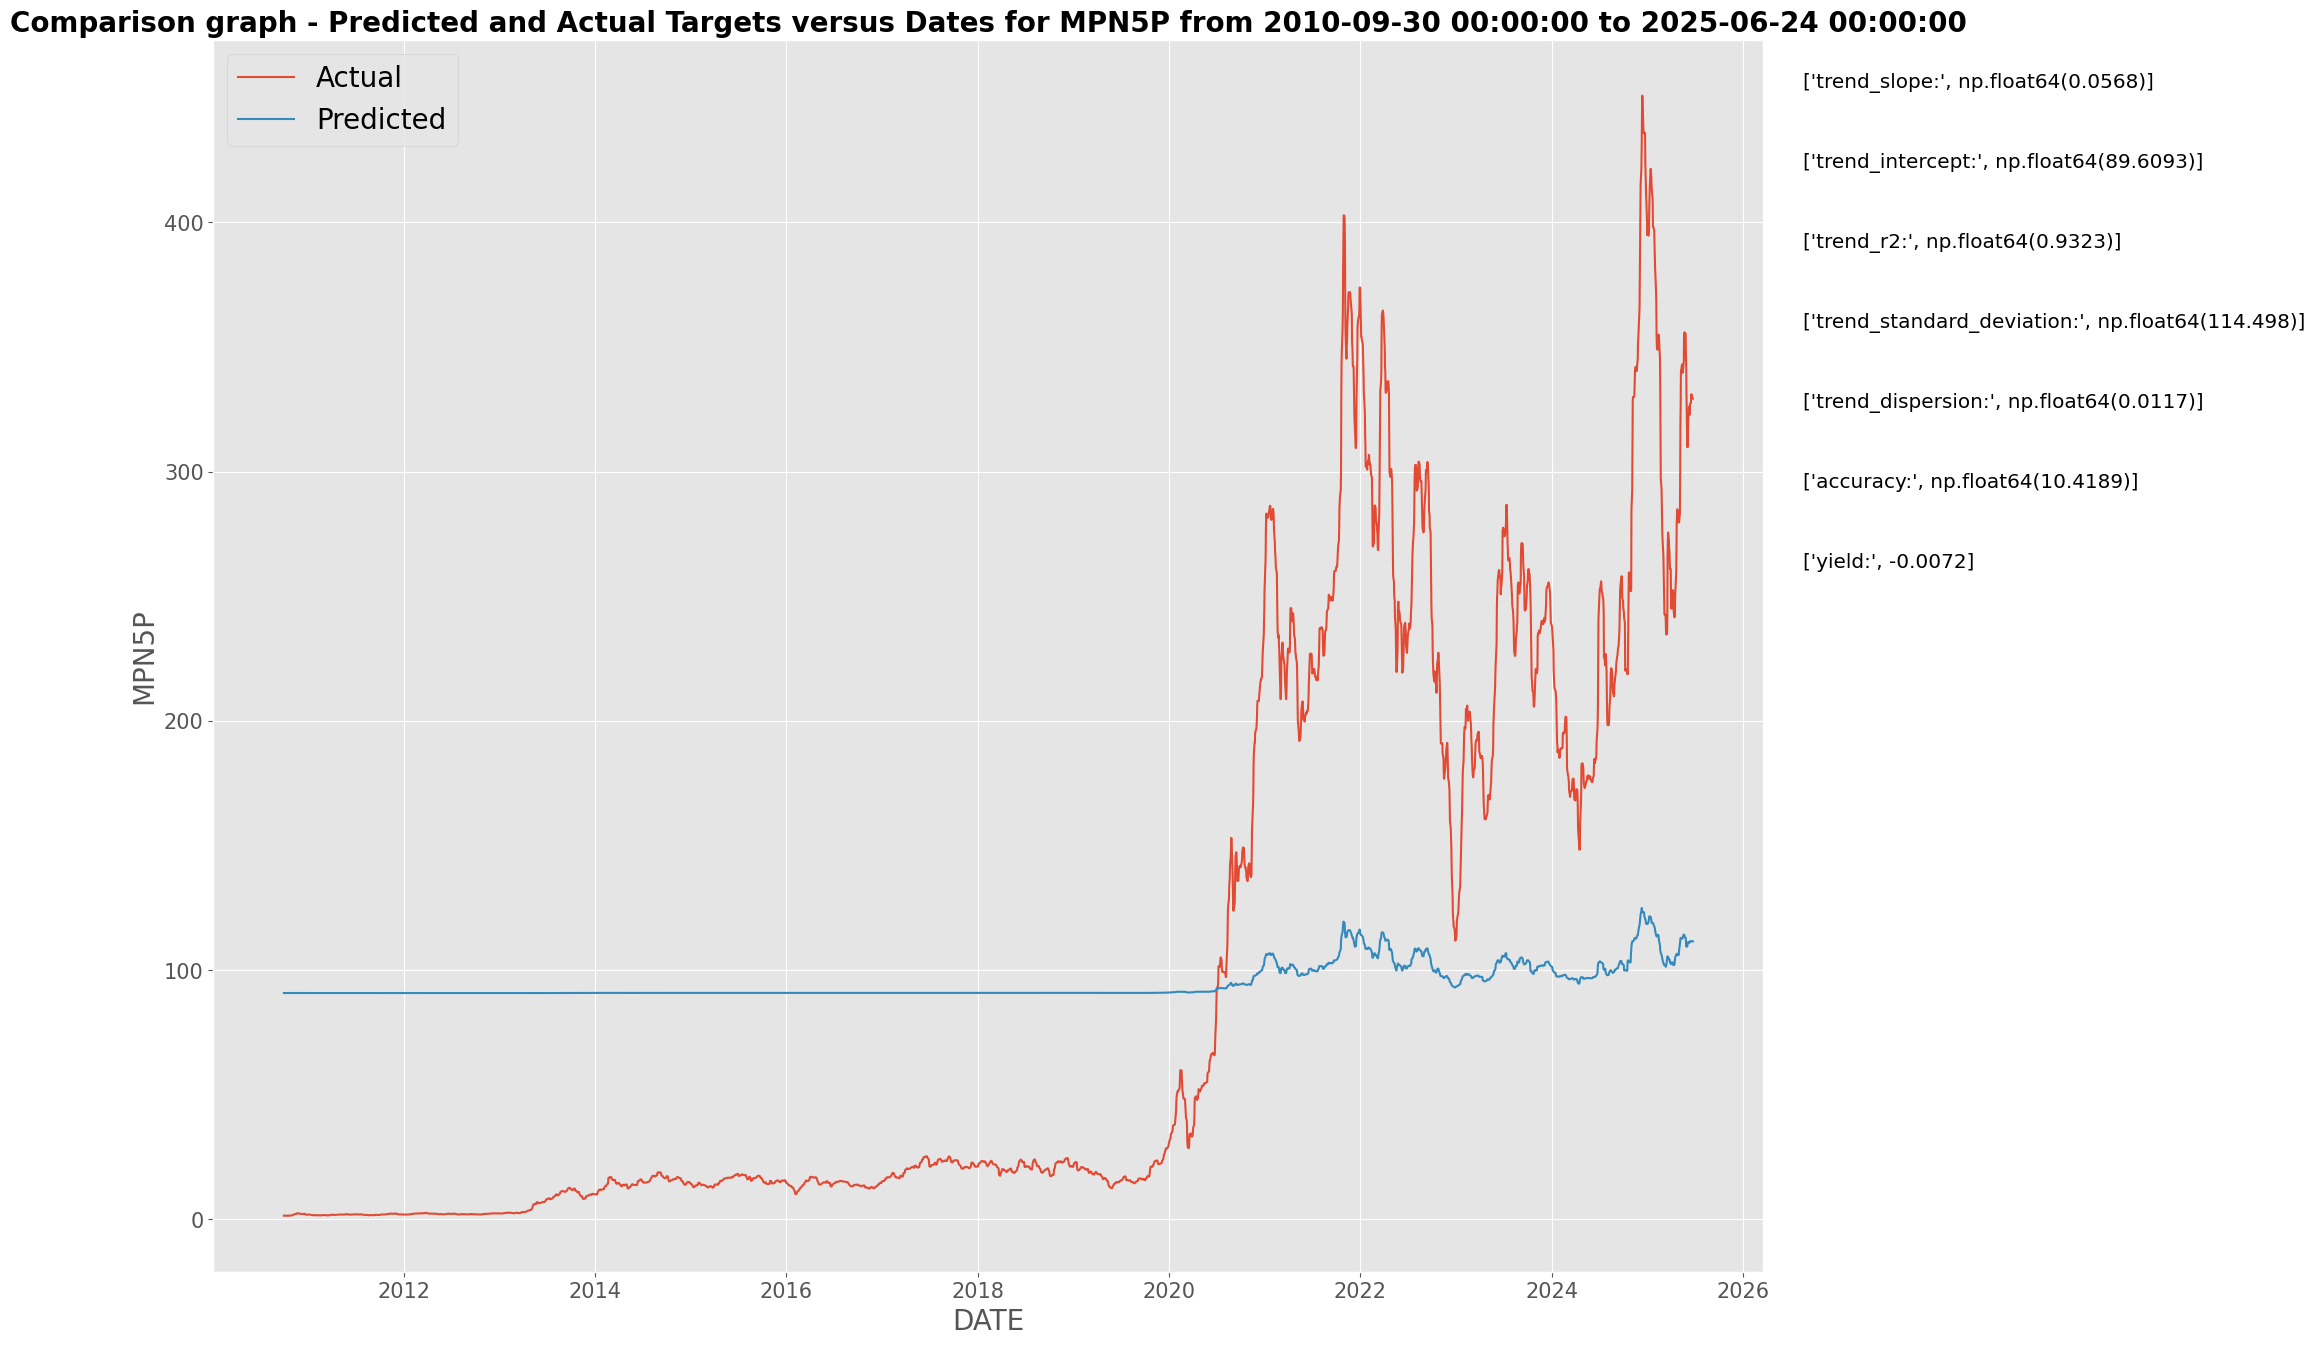 Comparison graph - Predicted and Actual Targets versus Dates for MPN5P from 2010-09-30 00:00:00 to 2025-06-24 00:00:00
Actual
Predicted
['trend_slope:', np.float64(0.0568)]
['trend_intercept:', np.float64(89.6093)]
['trend_r2:', np.float64(0.9323)]
['trend_standard_deviation:', np.float64(114.498)]
['trend_dispersion:', np.float64(0.0117)]
['accuracy:', np.float64(10.4189)]
['yield:', -0.0072]
MPN5P
400
300
200
100
0
2012 2014 2016 2018 2020 2022 2024 2026
DATE